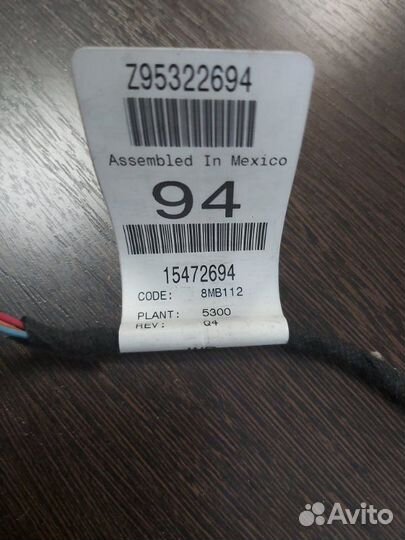 Z95322694
Assembled In Mexico
94
15472694
CODE: 8MB112
PLANT: 5300
REV: Q4
Avito